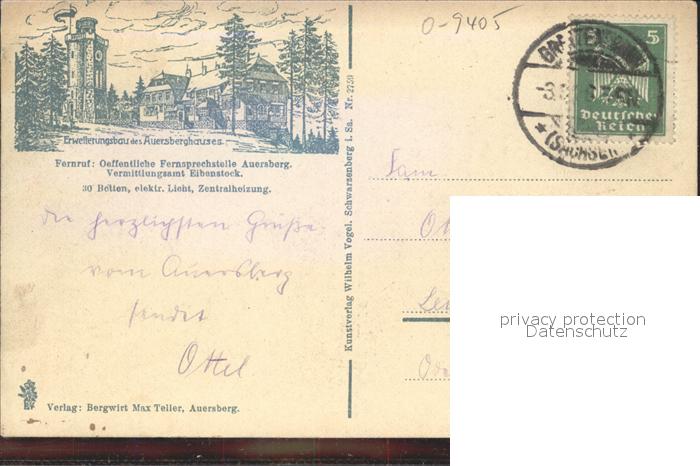 O-9405
5
Deutsches
Reich
(SACHSEN)
Erweiterungsbau des Auersberghauses
Fernruf: Oeffentliche Fernsprechstelle Auersberg.
Vermittlungsamt Eibenstock.
30 Betten, elektr. Licht, Zentralheizung.
Die herzlichsten Grüße
vom Auersberg
sendet
Ottel
Verlag: Bergwirt Max Teller, Auersberg.
Kunstverlag Wilhelm Vogel, Schwarzenberg i. Sa. Nr. 2759
Fam
privacy protection
Datenschutz